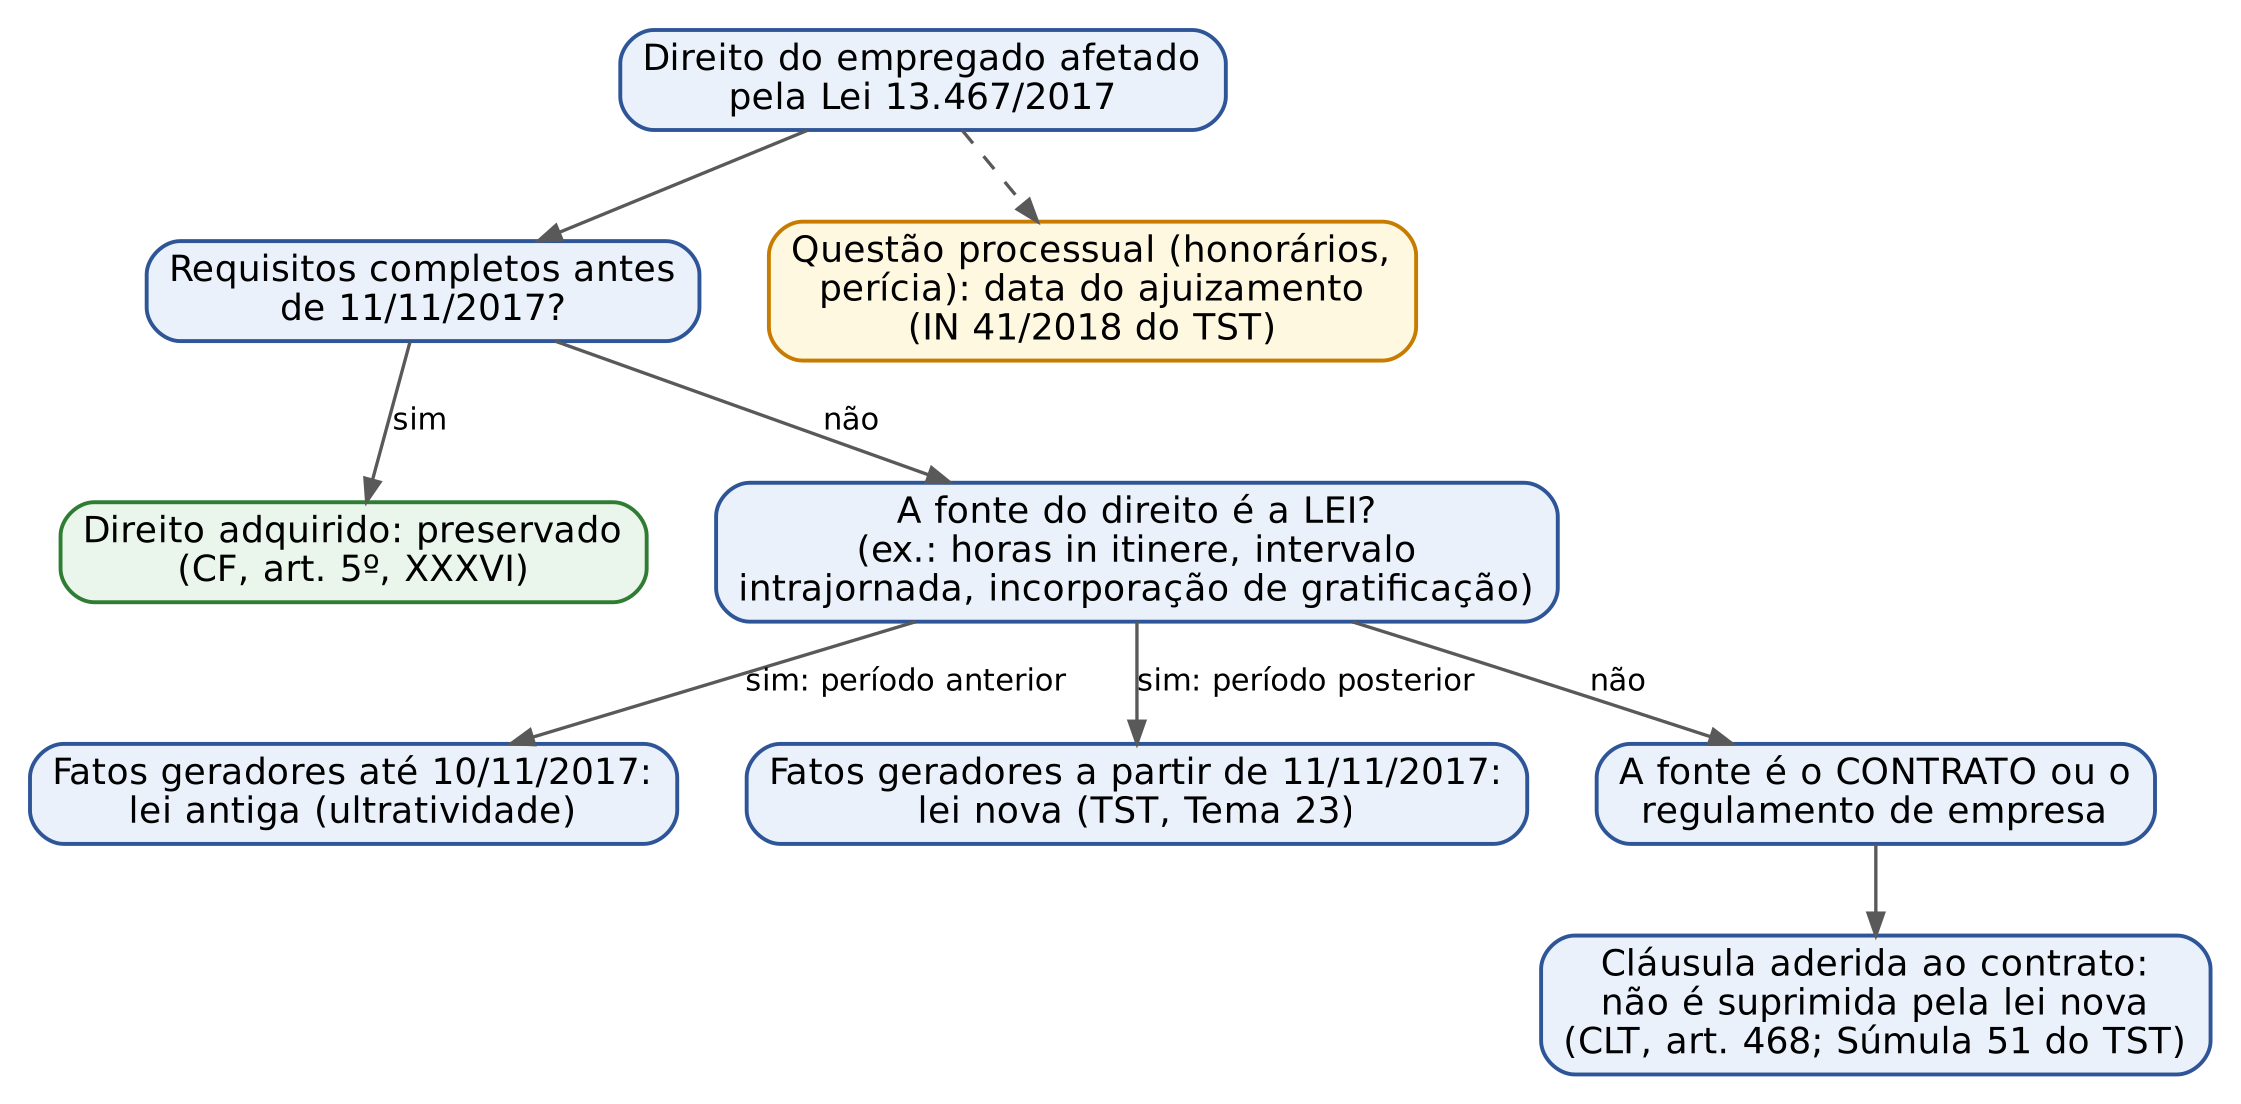 Direito do empregado afetado
pela Lei 13.467/2017
Requisitos completos antes
de 11/11/2017?
Questão processual (honorários,
perícia): data do ajuizamento
(IN 41/2018 do TST)
sim
não
Direito adquirido: preservado
(CF, art. 5º, XXXVI)
A fonte do direito é a LEI?
(ex.: horas in itinere, intervalo
intrajornada, incorporação de gratificação)
sim: período anterior
sim: período posterior
não
Fatos geradores até 10/11/2017:
lei antiga (ultratividade)
Fatos geradores a partir de 11/11/2017:
lei nova (TST, Tema 23)
A fonte é o CONTRATO ou o
regulamento de empresa
Cláusula aderida ao contrato:
não é suprimida pela lei nova
(CLT, art. 468; Súmula 51 do TST)